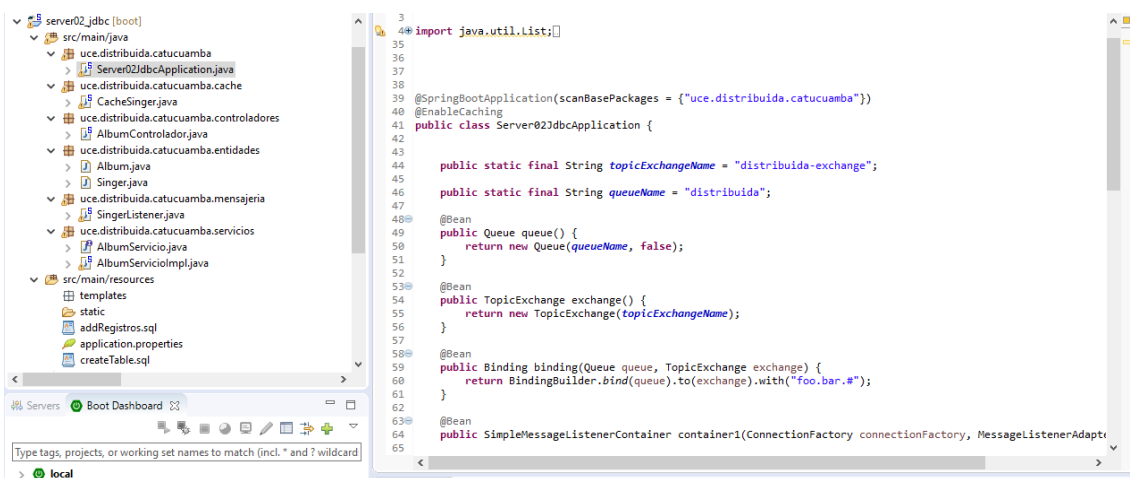 server02_jdbc [boot]
src/main/java
uce.distribuida.catucuamba
Server02JdbcApplication.java
uce.distribuida.catucuamba.cache
CacheSinger.java
uce.distribuida.catucuamba.controladores
AlbumControlador.java
uce.distribuida.catucuamba.entidades
Album.java
Singer.java
uce.distribuida.catucuamba.mensajeria
SingerListener.java
uce.distribuida.catucuamba.servicios
AlbumServicio.java
AlbumServicioImpl.java
src/main/resources
templates
static
addRegistros.sql
application.properties
createTable.sql
Servers Boot Dashboard
Type tags, projects, or working set names to match (incl. * and ? wildcard
local
3
4 import java.util.List;
35
36
37
38
39 @SpringBootApplication(scanBasePackages = {"uce.distribuida.catucuamba"})
40 @EnableCaching
41 public class Server02JdbcApplication {
42
43
44 public static final String topicExchangeName = "distribuida-exchange";
45
46 public static final String queueName = "distribuida";
47
48 @Bean
49 public Queue queue() {
50 return new Queue(queueName, false);
51 }
52
53 @Bean
54 public TopicExchange exchange() {
55 return new TopicExchange(topicExchangeName);
56 }
57
58 @Bean
59 public Binding binding(Queue queue, TopicExchange exchange) {
60 return BindingBuilder.bind(queue).to(exchange).with("foo.bar.#");
61 }
62
63 @Bean
64 public SimpleMessageListenerContainer container1(ConnectionFactory connectionFactory, MessageListenerAdapt
65